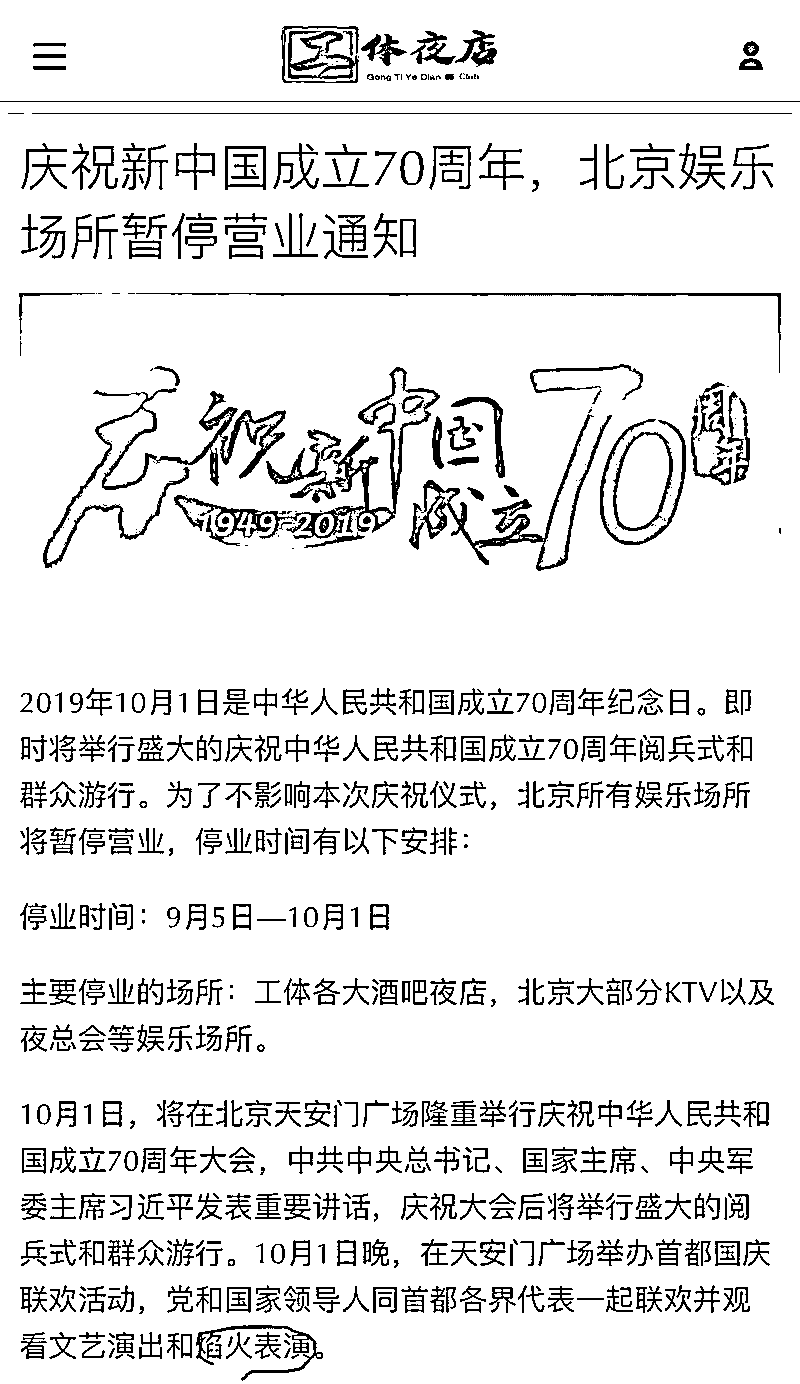 工体夜店
Gong Ti Ye Dian Club
庆祝新中国成立70周年，北京娱乐
场所暂停营业通知
庆祝新中国成立70周年
1949-2019
2019年10月1日是中华人民共和国成立70周年纪念日。即
时将举行盛大的庆祝中华人民共和国成立70周年阅兵式和
群众游行。为了不影响本次庆祝仪式，北京所有娱乐场所
将暂停营业，停业时间有以下安排：
停业时间：9月5日—10月1日
主要停业的场所：工体各大酒吧夜店，北京大部分KTV以及
夜总会等娱乐场所。
10月1日，将在北京天安门广场隆重举行庆祝中华人民共和
国成立70周年大会，中共中央总书记、国家主席、中央军
委主席习近平发表重要讲话，庆祝大会后将举行盛大的阅
兵式和群众游行。10月1日晚，在天安门广场举办首都国庆
联欢活动，党和国家领导人同首都各界代表一起联欢并观
看文艺演出和焰火表演。